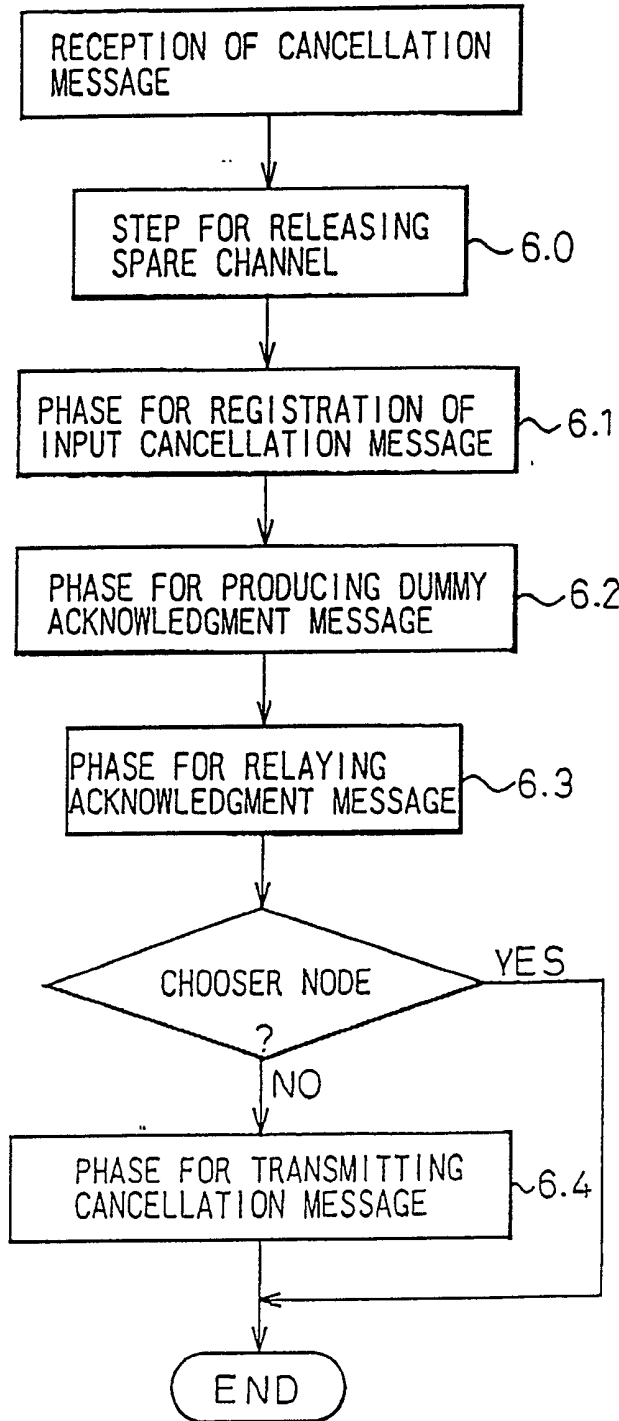 RECEPTION OF CANCELLATION
MESSAGE
STEP FOR RELEASING
SPARE CHANNEL
6.0
PHASE FOR REGISTRATION OF
INPUT CANCELLATION MESSAGE
6.1
PHASE FOR PRODUCING DUMMY
ACKNOWLEDGMENT MESSAGE
6.2
PHASE FOR RELAYING
ACKNOWLEDGMENT MESSAGE
6.3
CHOOSER NODE
?
YES
NO
PHASE FOR TRANSMITTING
CANCELLATION MESSAGE
6.4
END